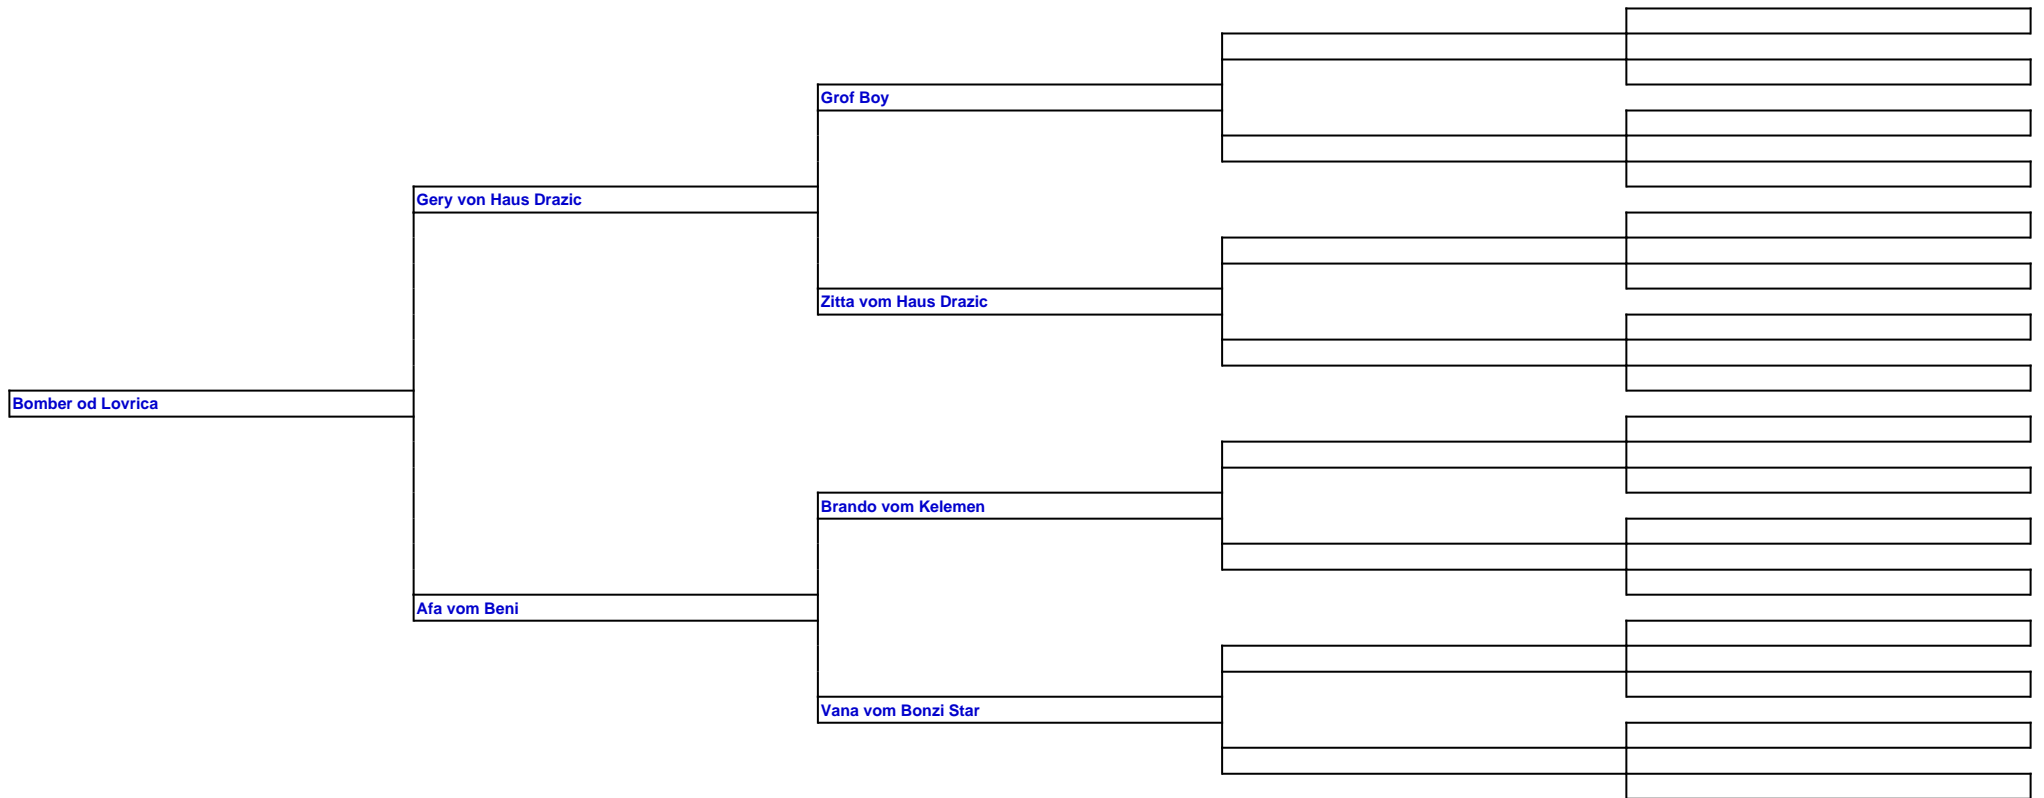 Grof Boy
Gery von Haus Drazic
Zitta vom Haus Drazic
Bomber od Lovrica
Brando vom Kelemen
Afa vom Beni
Vana vom Bonzi Star